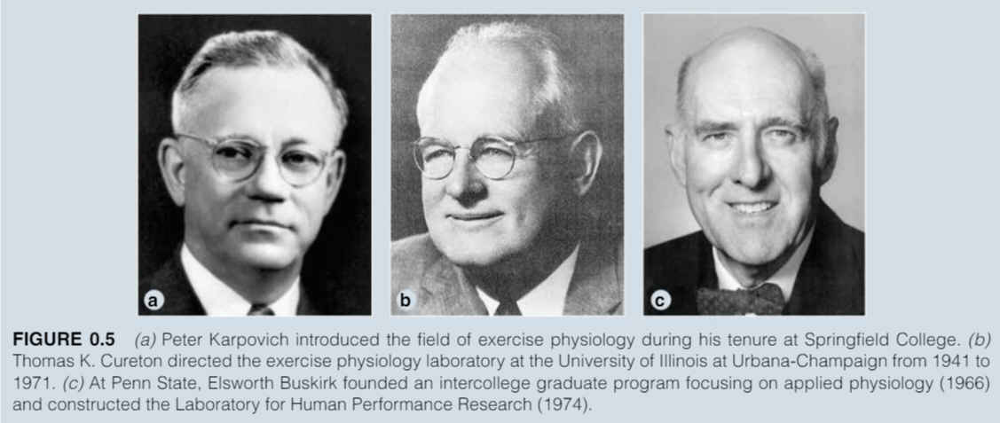 a
b
c
FIGURE 0.5 (a) Peter Karpovich introduced the field of exercise physiology during his tenure at Springfield College. (b)
Thomas K. Cureton directed the exercise physiology laboratory at the University of Illinois at Urbana-Champaign from 1941 to
1971. (c) At Penn State, Elsworth Buskirk founded an intercollege graduate program focusing on applied physiology (1966)
and constructed the Laboratory for Human Performance Research (1974).